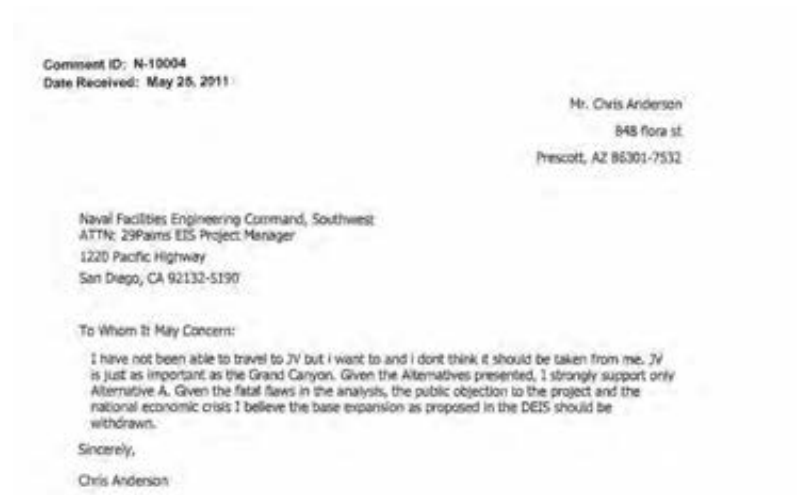 Comment ID: N-10004
Date Received: May 25, 2011
Mr. Chris Anderson
848 flora st
Prescott, AZ 86301-7532
Naval Facilities Engineering Command, Southwest
ATTN: 29Palms EIS Project Manager
1220 Pacific Highway
San Diego, CA 92132-5190
To Whom It May Concern:
I have not been able to travel to JV but i want to and i dont think it should be taken from me. JV
is just as important as the Grand Canyon. Given the Alternatives presented, I strongly support only
Alternative A. Given the fatal flaws in the analysis, the public objection to the project and the
national economic crisis I believe the base expansion as proposed in the DEIS should be
withdrawn.
Sincerely,
Chris Anderson